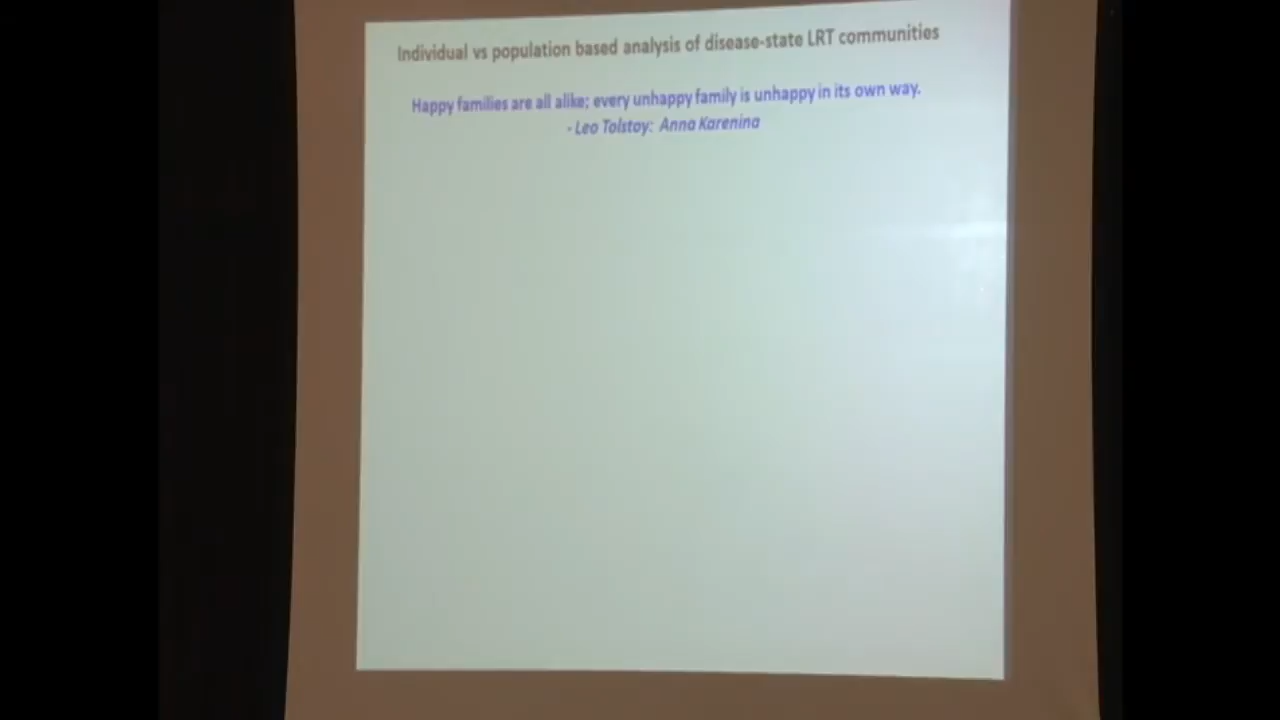 Individual vs population based analysis of disease-state LRT communities
Happy families are all alike; every unhappy family is unhappy in its own way.
- Leo Tolstoy: Anna Karenina